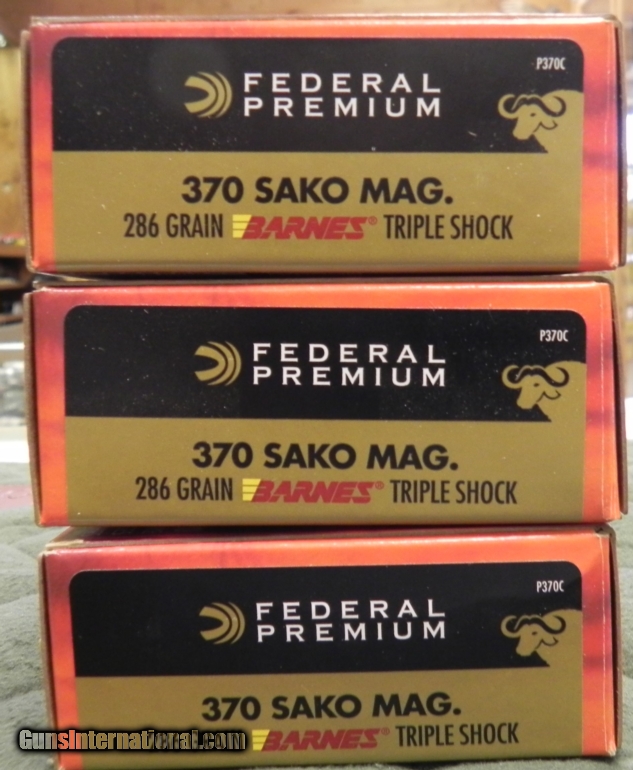 P370C
FEDERAL
PREMIUM
370 SAKO MAG.
286 GRAIN BARNES® TRIPLE SHOCK
P370C
FEDERAL
PREMIUM
370 SAKO MAG.
286 GRAIN BARNES® TRIPLE SHOCK
P370C
FEDERAL
PREMIUM
370 SAKO MAG.
BARNES® TRIPLE SHOCK
GunsInternational.com